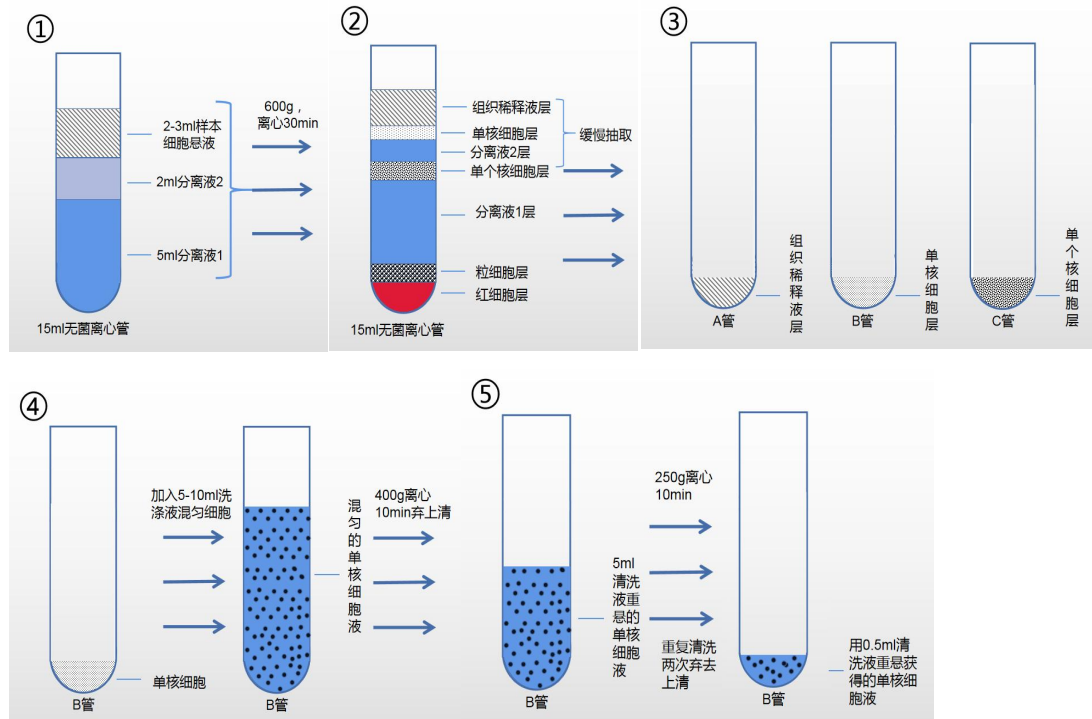 ①
2-3ml样本
细胞悬液
2ml分离液2
5ml分离液1
15ml无菌离心管
600g，
离心30min
②
组织稀释液层
单核细胞层
分离液2层
单个核细胞层
缓慢抽取
分离液1层
粒细胞层
红细胞层
15ml无菌离心管
③
组织稀释液层
A管
单核细胞层
B管
单个核细胞层
C管
④
单核细胞
B管
加入5-10ml洗
涤液混匀细胞
混匀的单核细胞液
B管
400g离心
10min弃上清
⑤
5ml
清洗
液重
悬的
单核
细胞
液
B管
250g离心
10min
重复清洗
两次弃去
上清
用0.5ml清
洗液重悬获
得的单核细
胞液
B管